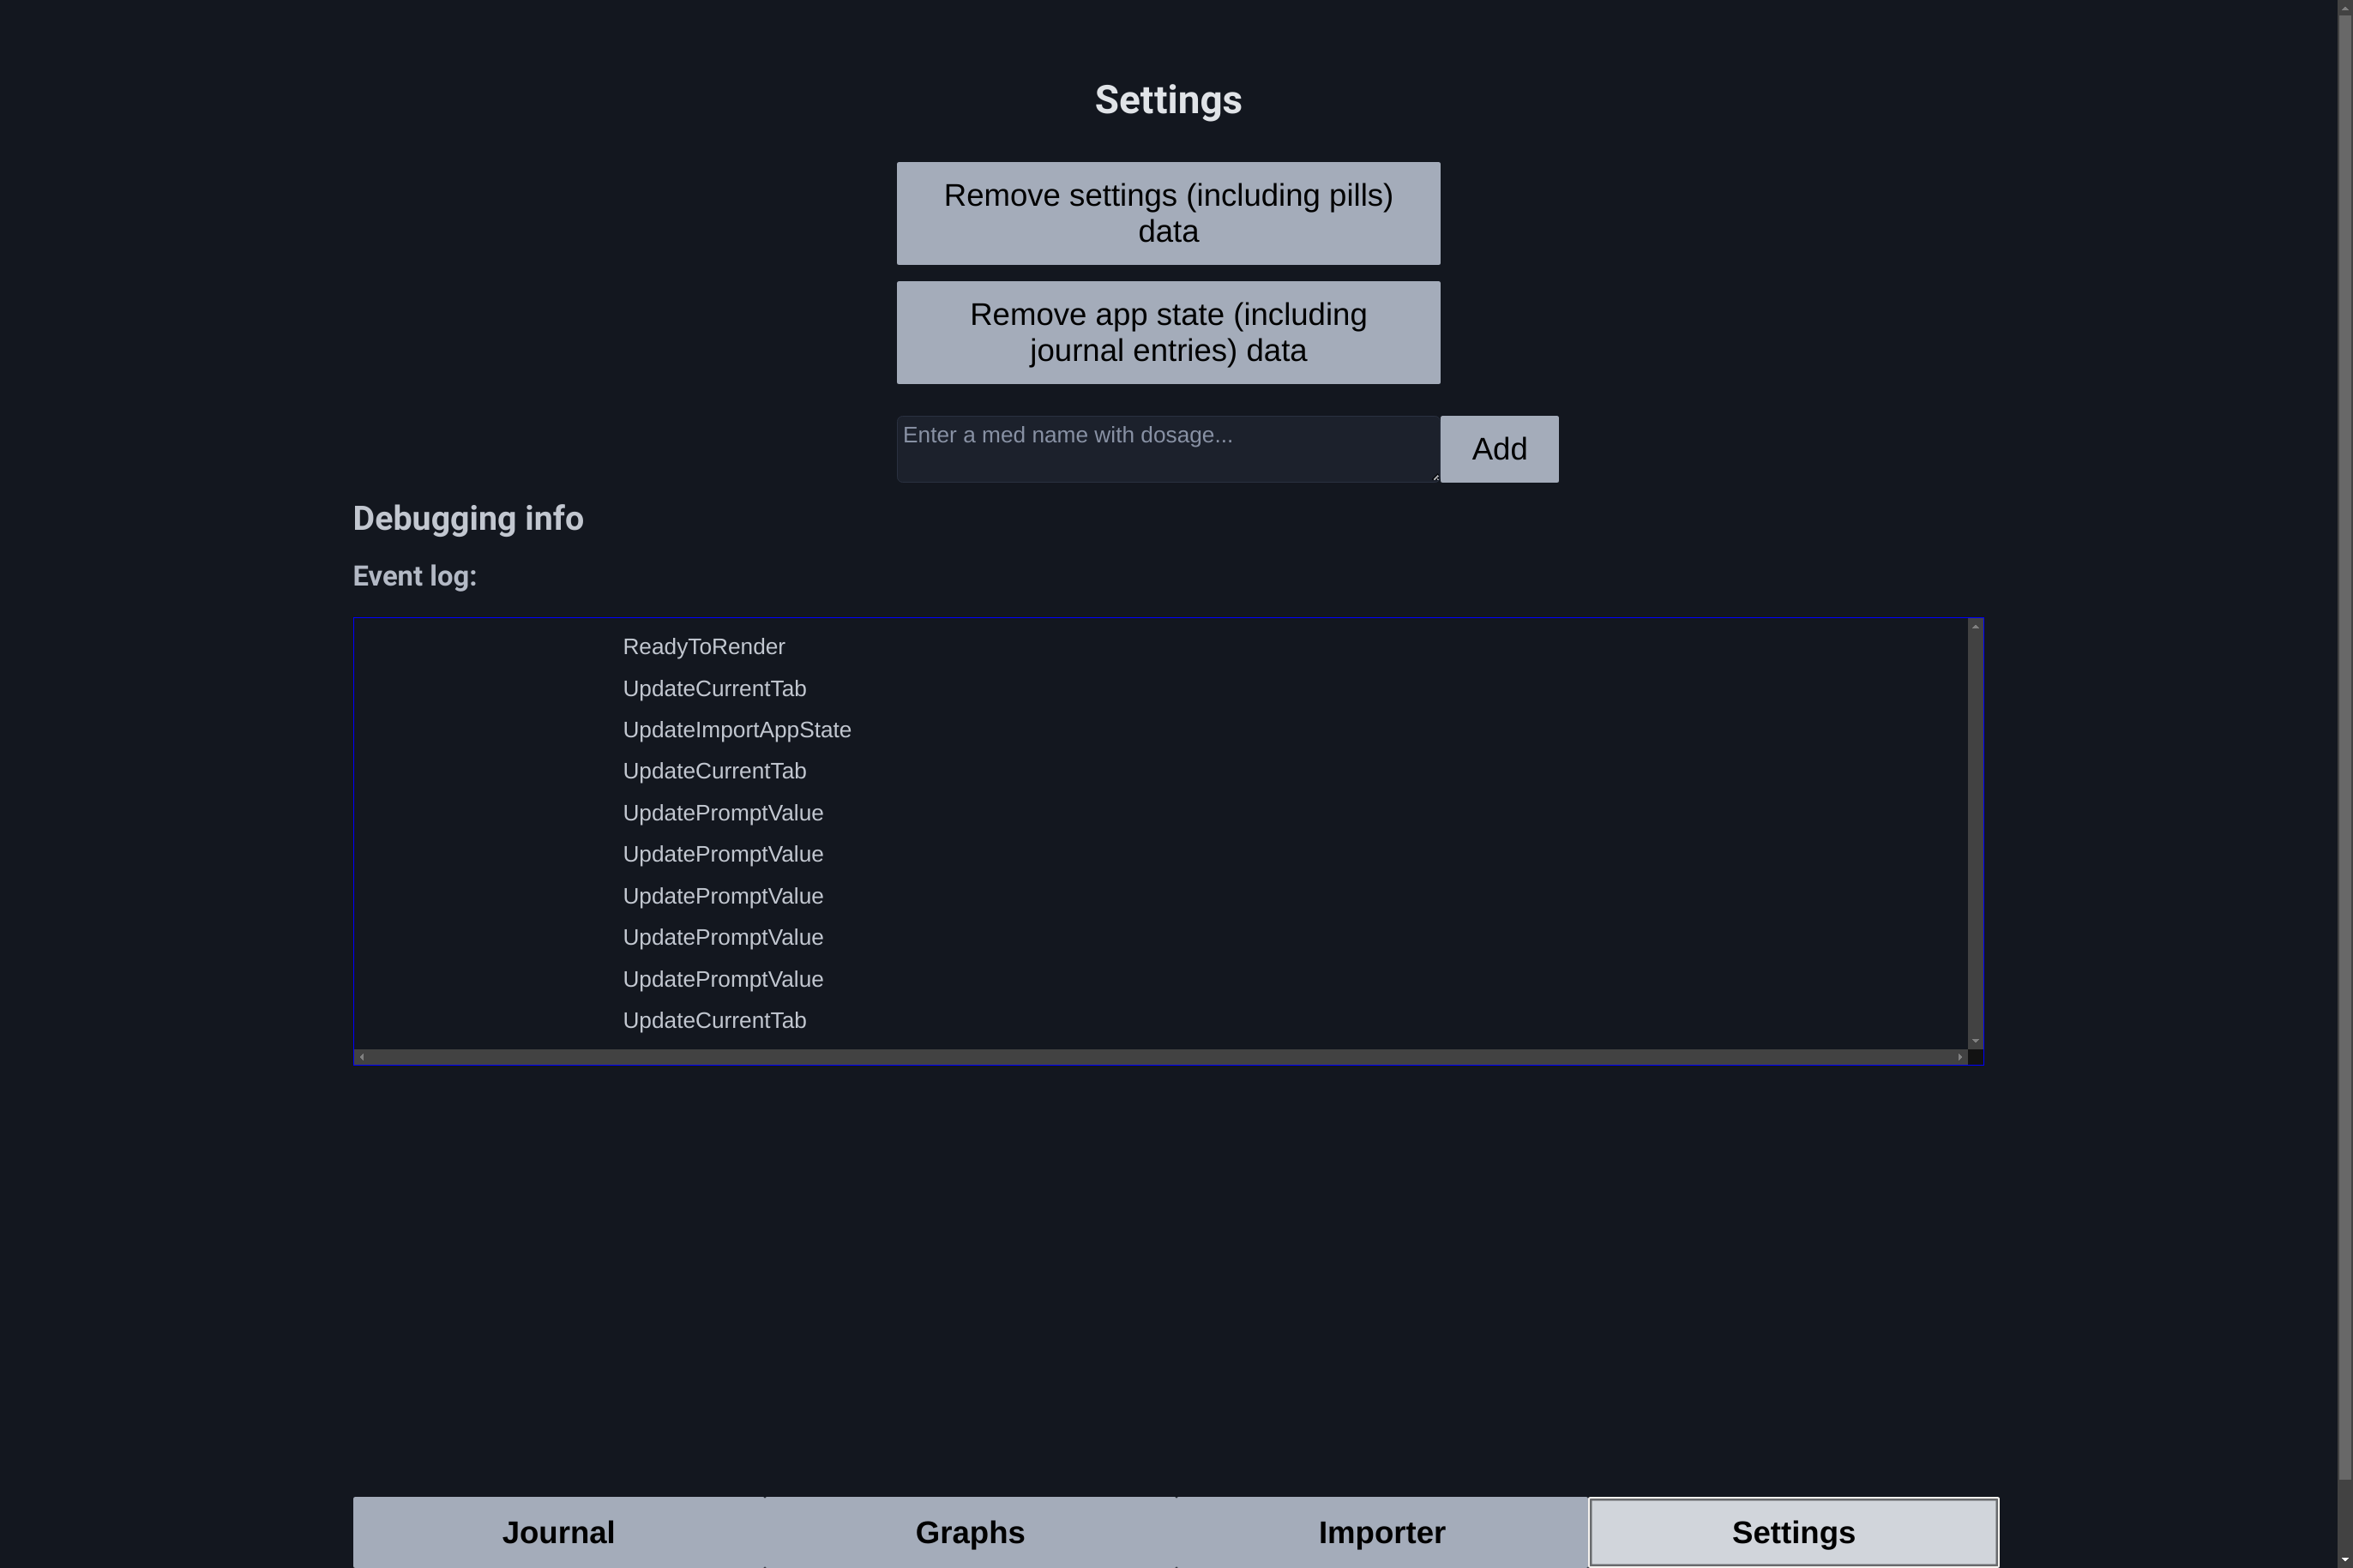 Settings
Remove settings (including pills)
data
Remove app state (including
journal entries) data
Enter a med name with dosage...
Add
Debugging info
Event log:
ReadyToRender
UpdateCurrentTab
UpdateImportAppState
UpdateCurrentTab
UpdatePromptValue
UpdatePromptValue
UpdatePromptValue
UpdatePromptValue
UpdatePromptValue
UpdateCurrentTab
Journal
Graphs
Importer
Settings